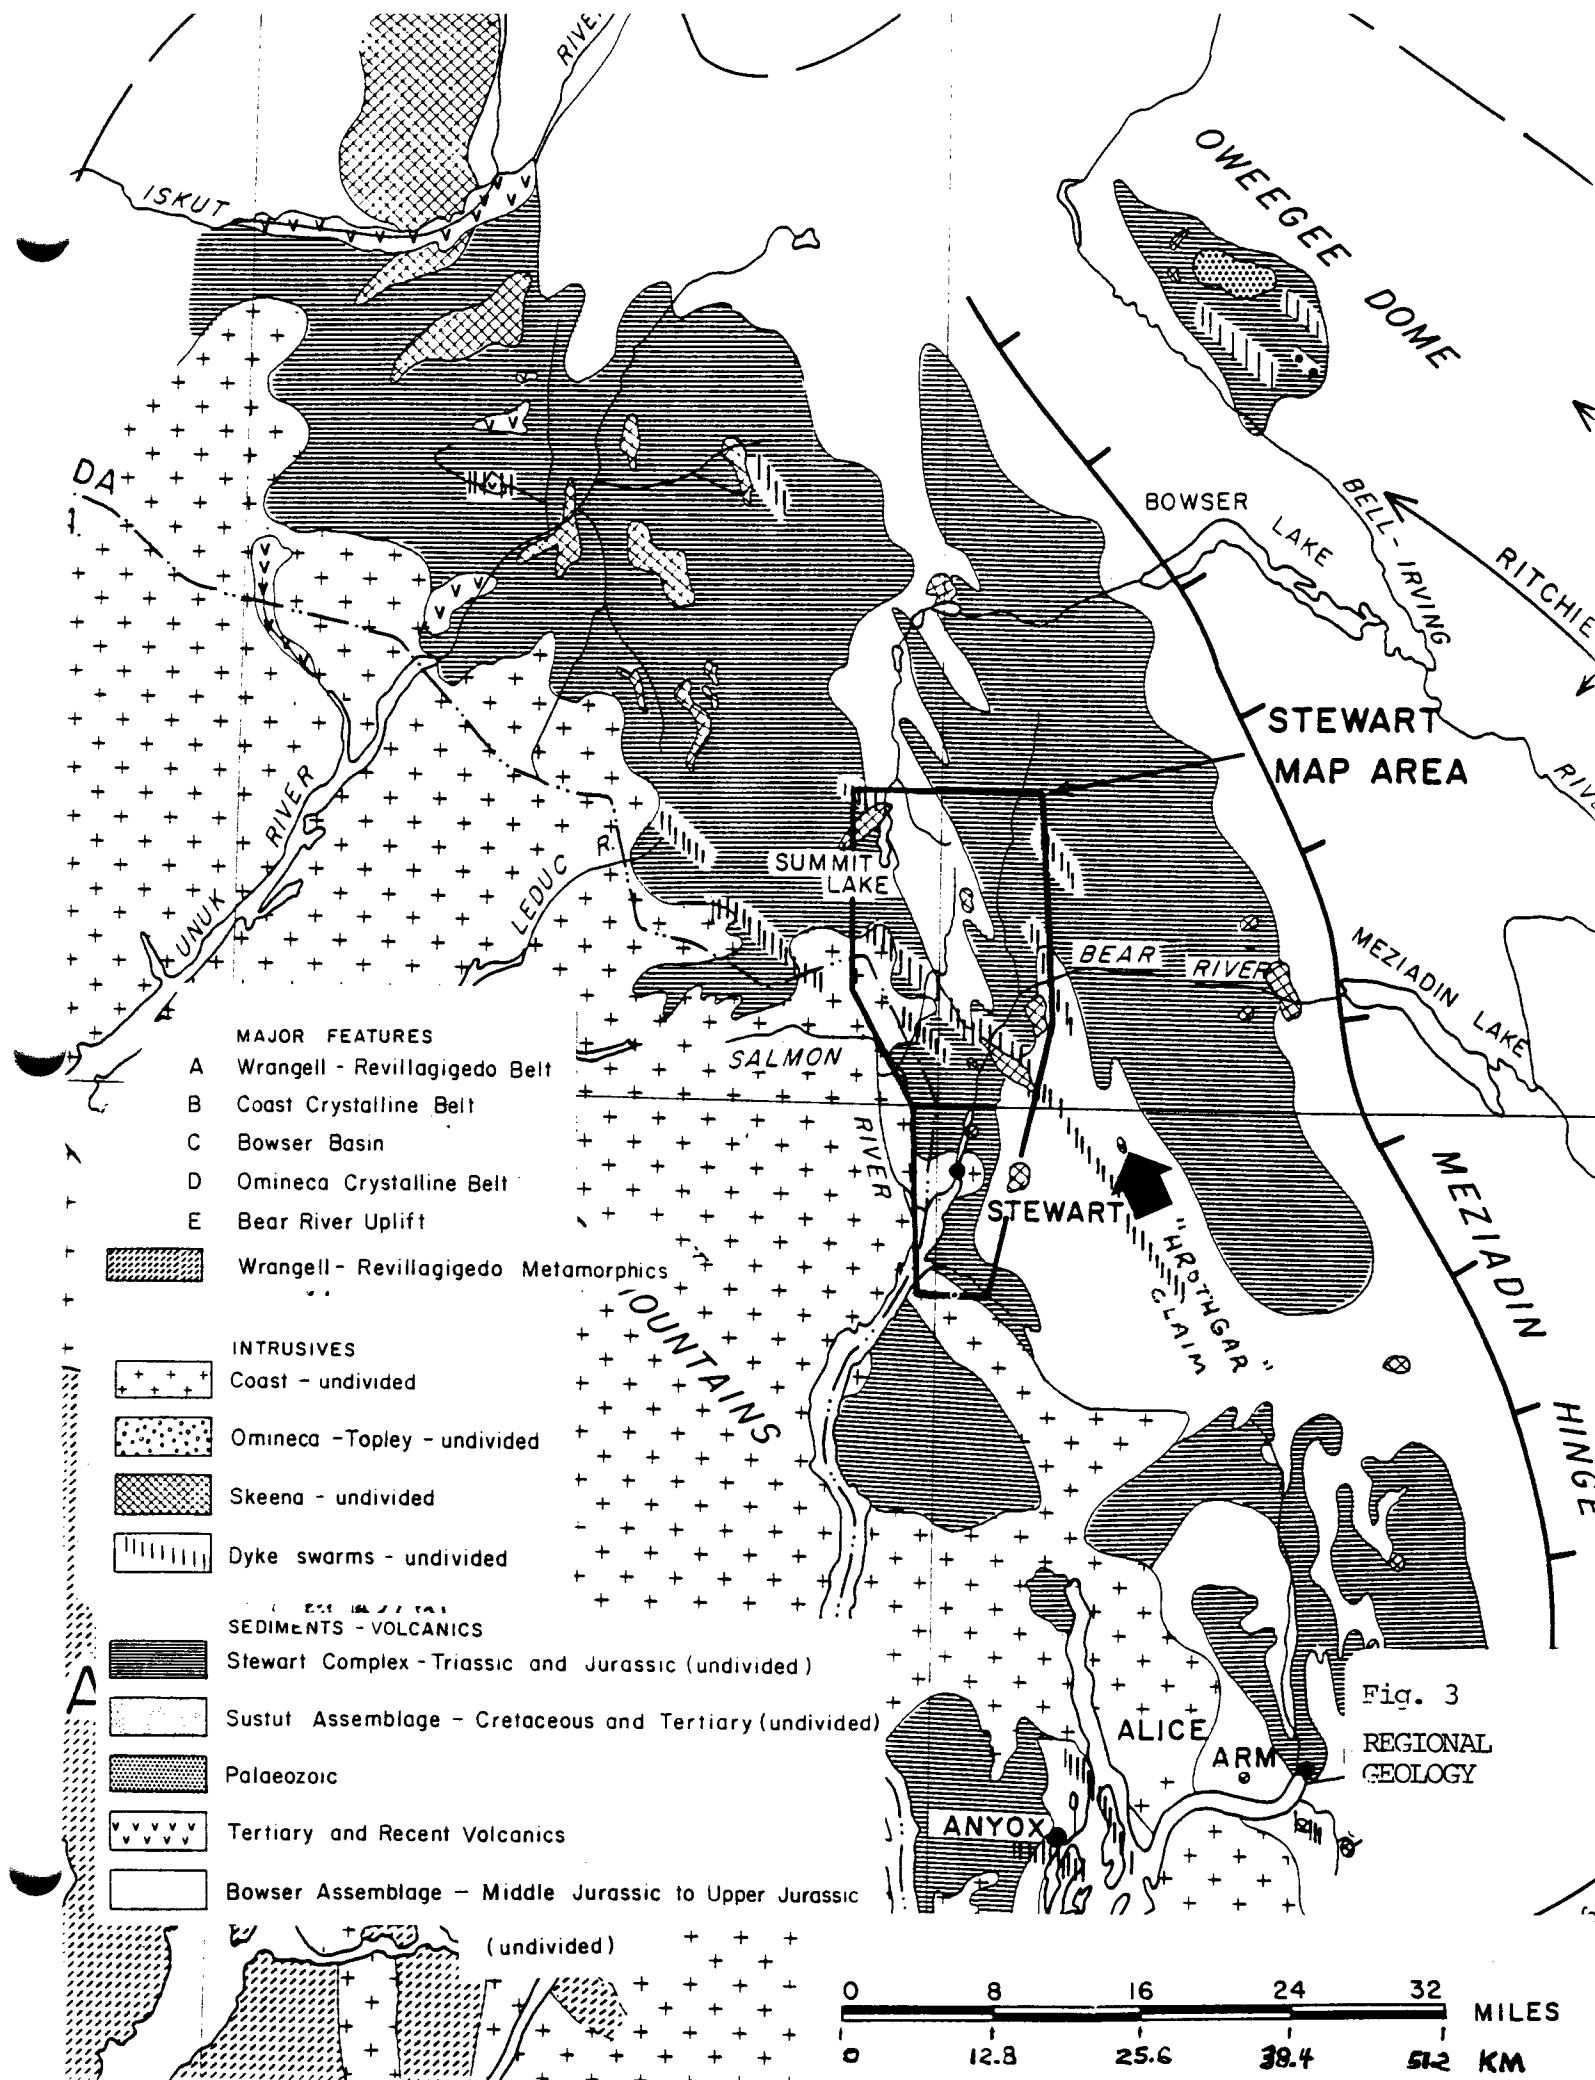 RIVER
ISKUT
OWEEGEE DOME
DA
BOWSER LAKE
BELL-IRVING
RITCHIE
STEWART
MAP AREA
UNUK RIVER
LEDUC R.
SUMMIT
LAKE
BEAR RIVER
MEZIADIN LAKE
SALMON
RIVER
STEWART
"HROTHGAR"
CLAIM
MEZIADIN HINGE
MAJOR FEATURES
A Wrangell - Revillagigedo Belt
B Coast Crystalline Belt
C Bowser Basin
D Omineca Crystalline Belt
E Bear River Uplift
Wrangell - Revillagigedo Metamorphics
OUNTAINS
INTRUSIVES
Coast - undivided
Omineca - Topley - undivided
Skeena - undivided
Dyke swarms - undivided
SEDIMENTS - VOLCANICS
Stewart Complex - Triassic and Jurassic (undivided)
Sustut Assemblage - Cretaceous and Tertiary (undivided)
Palaeozoic
Tertiary and Recent Volcanics
Bowser Assemblage - Middle Jurassic to Upper Jurassic
(undivided)
A
ALICE ARM
ANYOX
Fig. 3
REGIONAL
GEOLOGY
0 8 16 24 32 MILES
0 12.8 25.6 38.4 51.2 KM